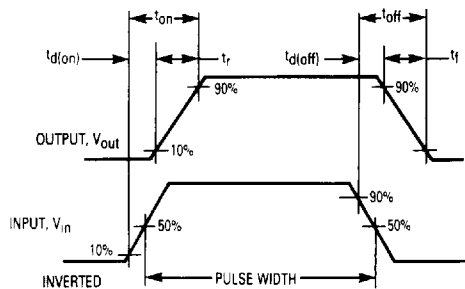 ton
toff
td(on)
tr
td(off)
tf
90%
90%
OUTPUT, Vout
10%
90%
INPUT, Vin
50%
50%
10%
INVERTED
PULSE WIDTH